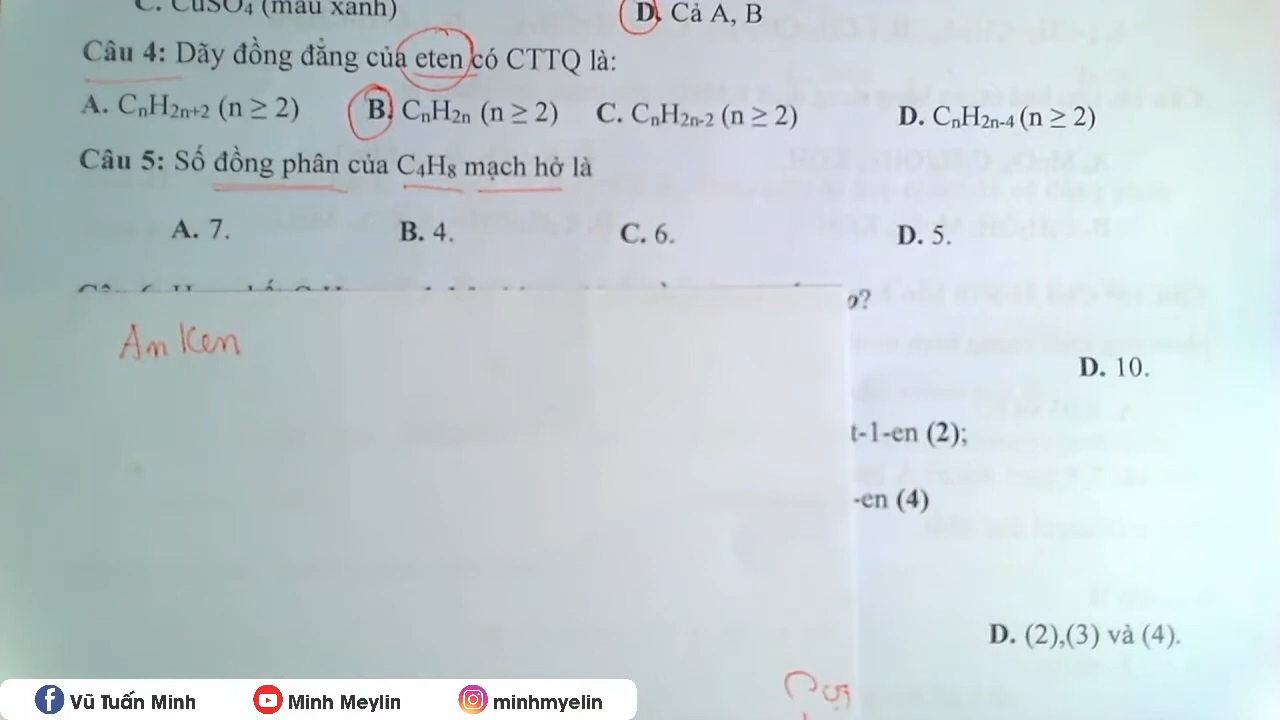 C. CuSO₄ (màu xanh) D. Cả A, B
Câu 4: Dãy đồng đẳng của eten có CTTQ là:
A. CₙH₂ₙ₊₂ (n ≥ 2) B. CₙH₂ₙ (n ≥ 2) C. CₙH₂ₙ₋₂ (n ≥ 2) D. CₙH₂ₙ₋₄ (n ≥ 2)
Câu 5: Số đồng phân của C₄H₈ mạch hở là
A. 7. B. 4. C. 6. D. 5.
Anken
D. 10.
t-1-en (2);
-en (4)
D. (2),(3) và (4).
Vũ Tuấn Minh Minh Meylin minhmyelin